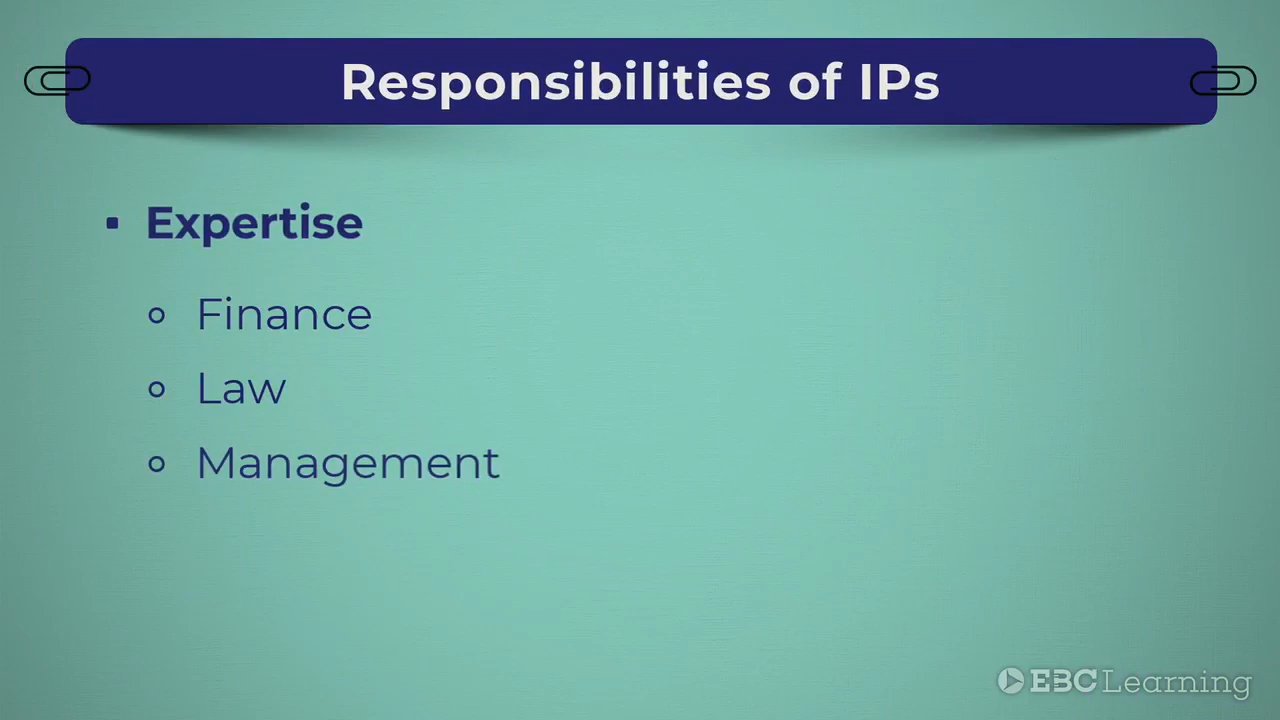 Responsibilities of IPs
▪ Expertise
○ Finance
○ Law
○ Management
EBC Learning